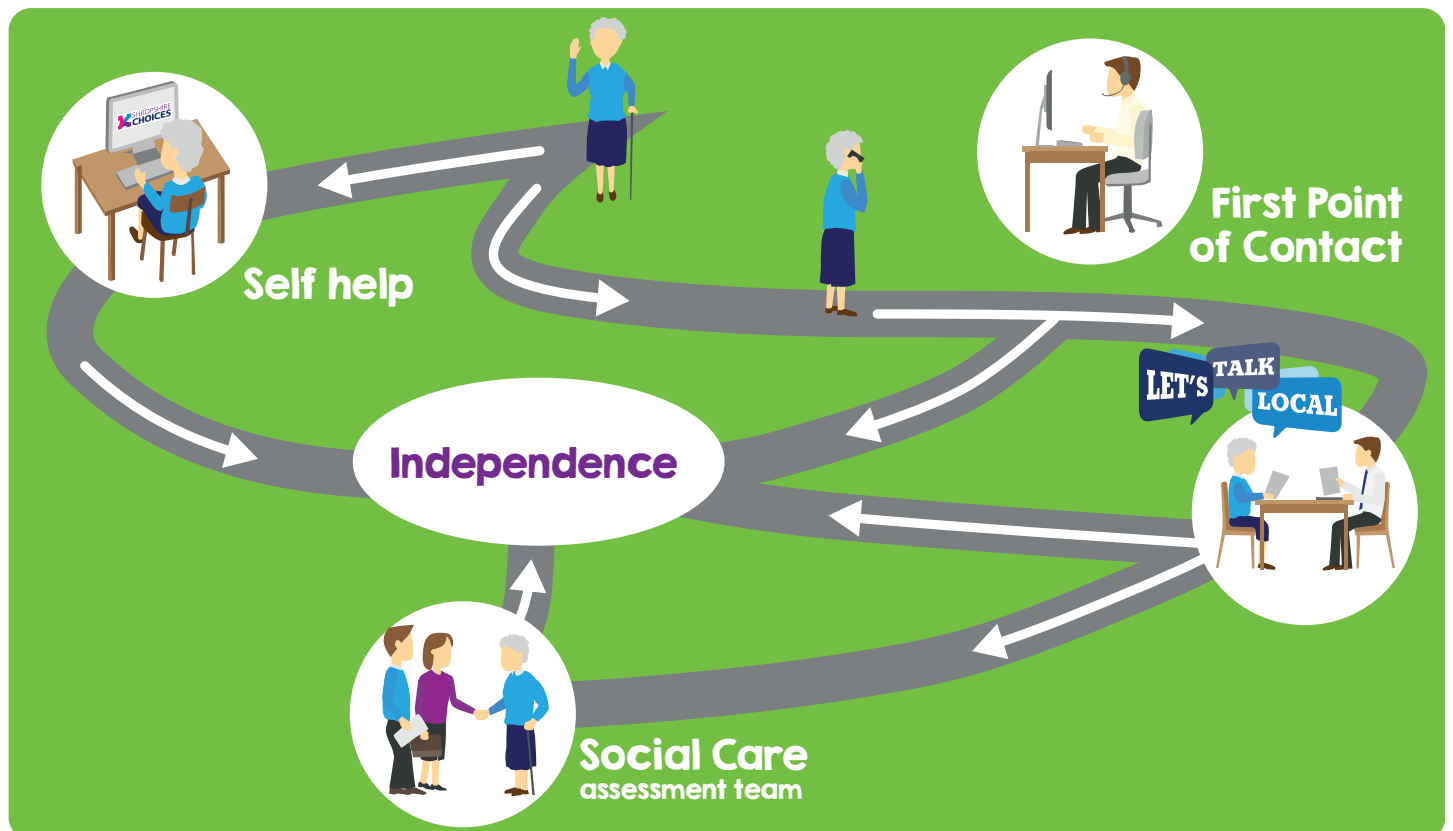 SHROPSHIRE
CHOICES
First Point
of Contact
Self help
LET'S
TALK
LOCAL
Independence
Social Care
assessment team